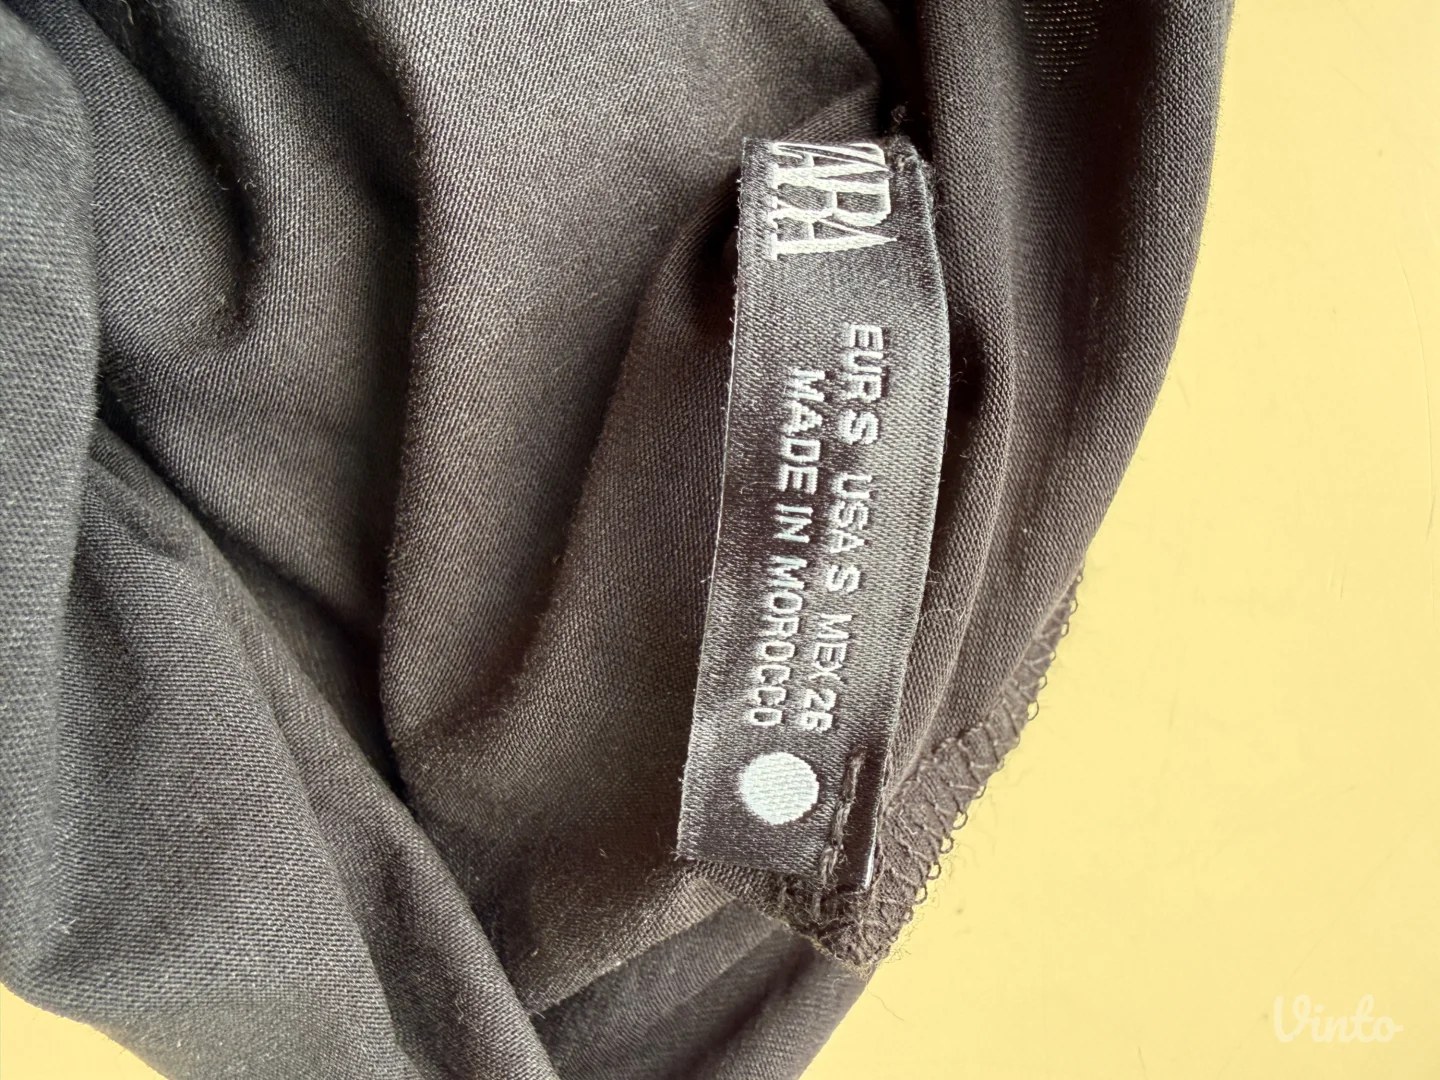 ZARA
EUR S USA S MEX 26
MADE IN MOROCCO
Vinto